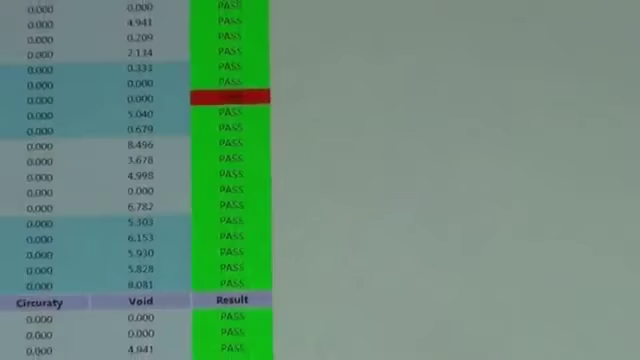 0.000 0.000 PASS
0.000 4.941 PASS
0.000 0.209 PASS
0.000 2.134 PASS
0.000 0.333 PASS
0.000 0.000 PASS
0.000 0.000
0.000 5.040 PASS
0.000 0.679 PASS
0.000 8.496 PASS
0.000 3.678 PASS
0.000 4.998 PASS
0.000 0.000 PASS
0.000 6.782 PASS
0.000 5.303 PASS
0.000 6.153 PASS
0.000 5.930 PASS
0.000 5.828 PASS
0.000 8.081 PASS
Circuraty Void Result
0.000 0.000 PASS
0.000 0.000 PASS
0.000 4.941 PASS